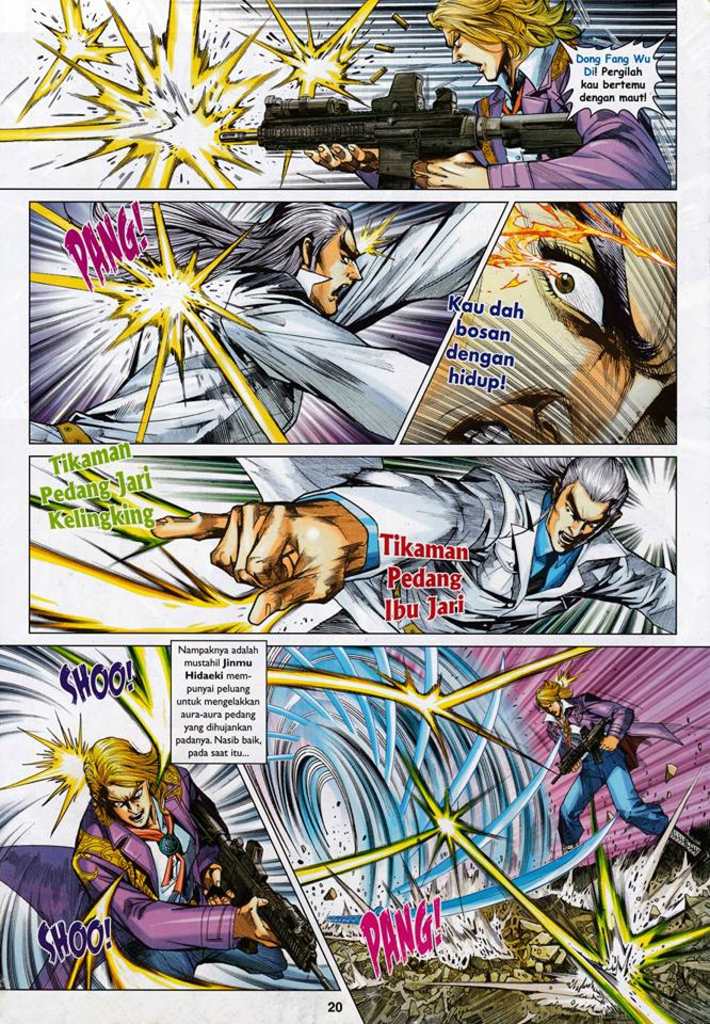 Dong Fang Wu
Di! Pergilah
kau bertemu
dengan maut!
PANG!
Kau dah
bosan
dengan
hidup!
Tikaman
Pedang Jari
Kelingking
Tikaman
Pedang
Ibu Jari
SHOO!
Nampaknya adalah
mustahil Jinmu
Hidaeki mem-
punyai peluang
untuk mengelakkan
aura-aura pedang
yang dihujankan
padanya. Nasib baik,
pada saat itu...
SHOO!
PANG!
20